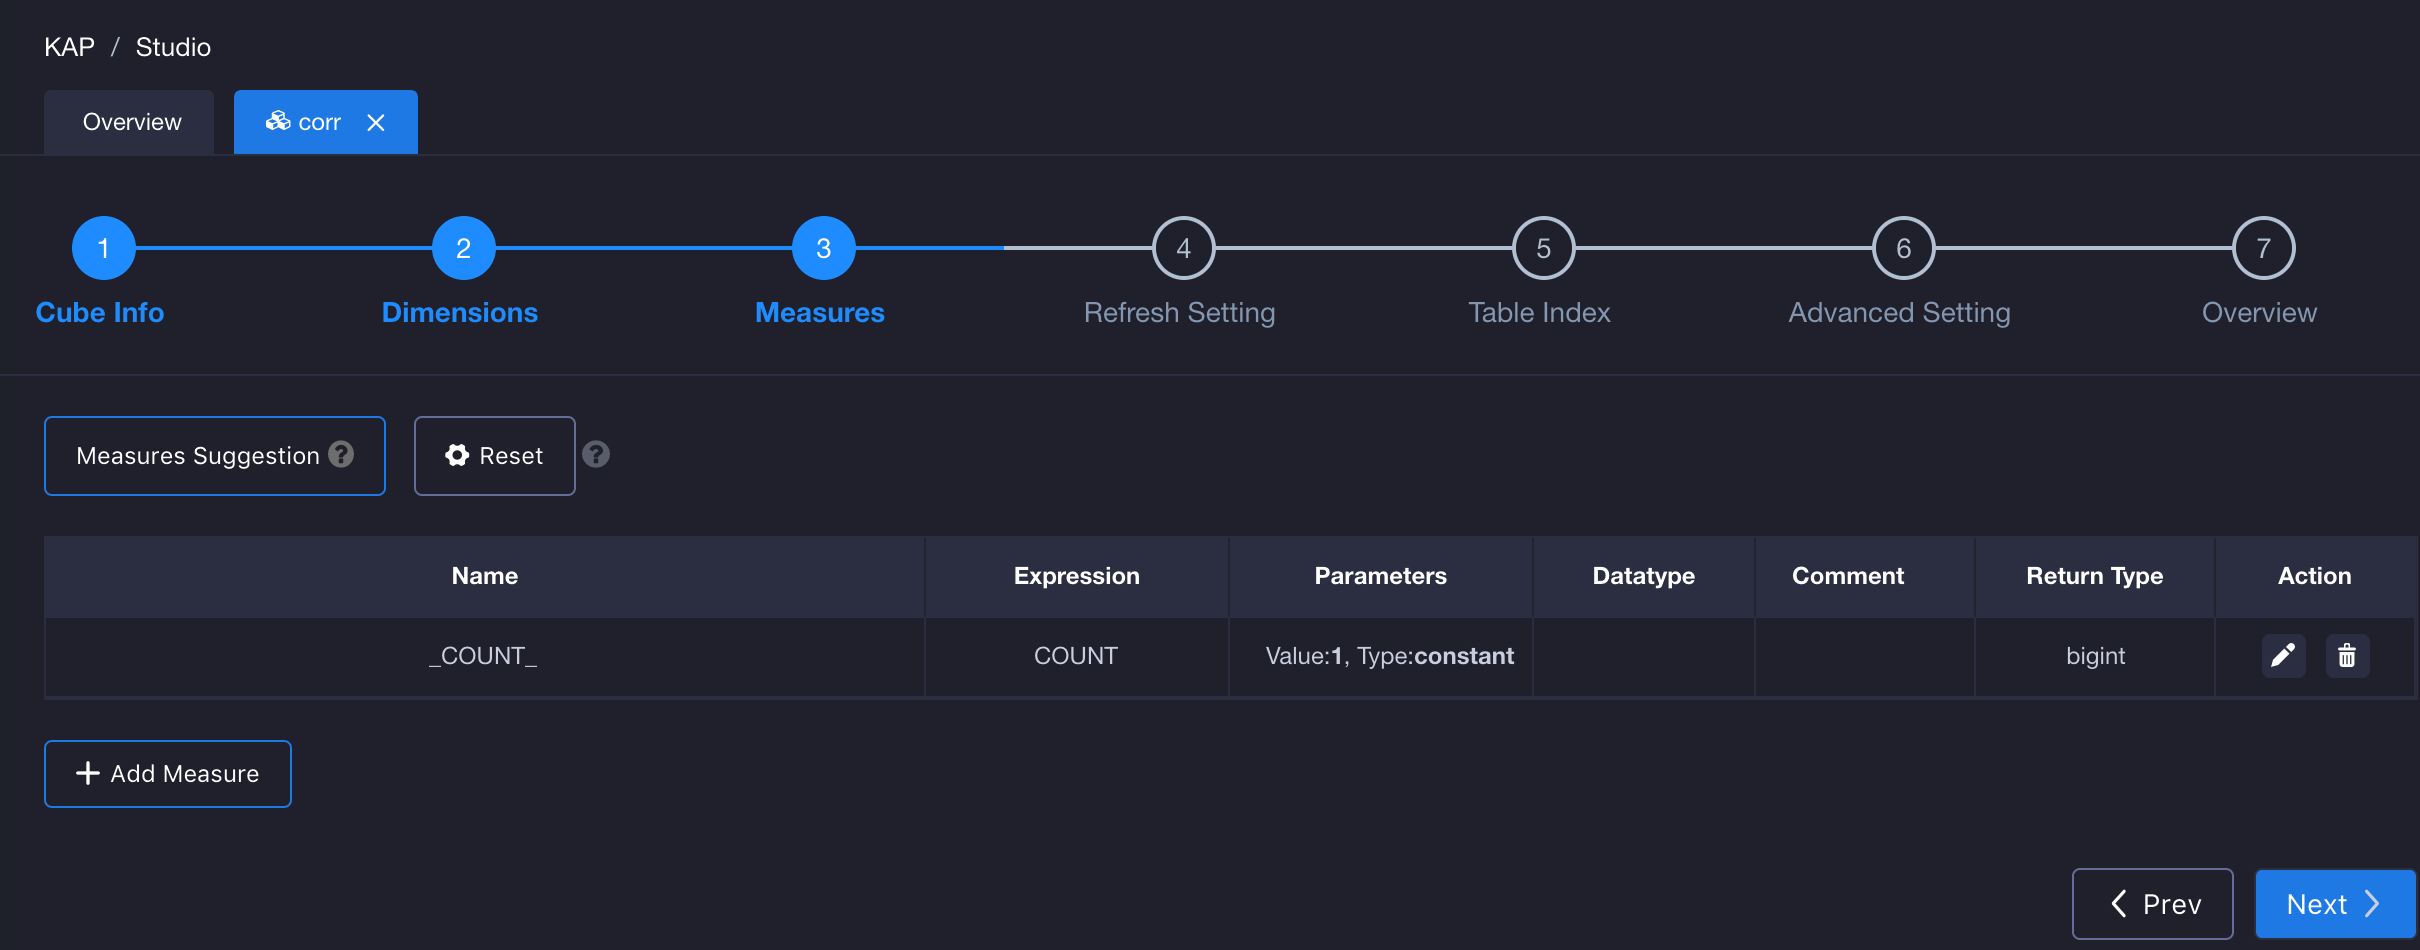 KAP / Studio
Overview corr
1 2 3 4 5 6 7
Cube Info Dimensions Measures Refresh Setting Table Index Advanced Setting Overview
Measures Suggestion ? Reset ?
Name Expression Parameters Datatype Comment Return Type Action
_COUNT_ COUNT Value:1, Type:constant bigint
+ Add Measure
Prev Next